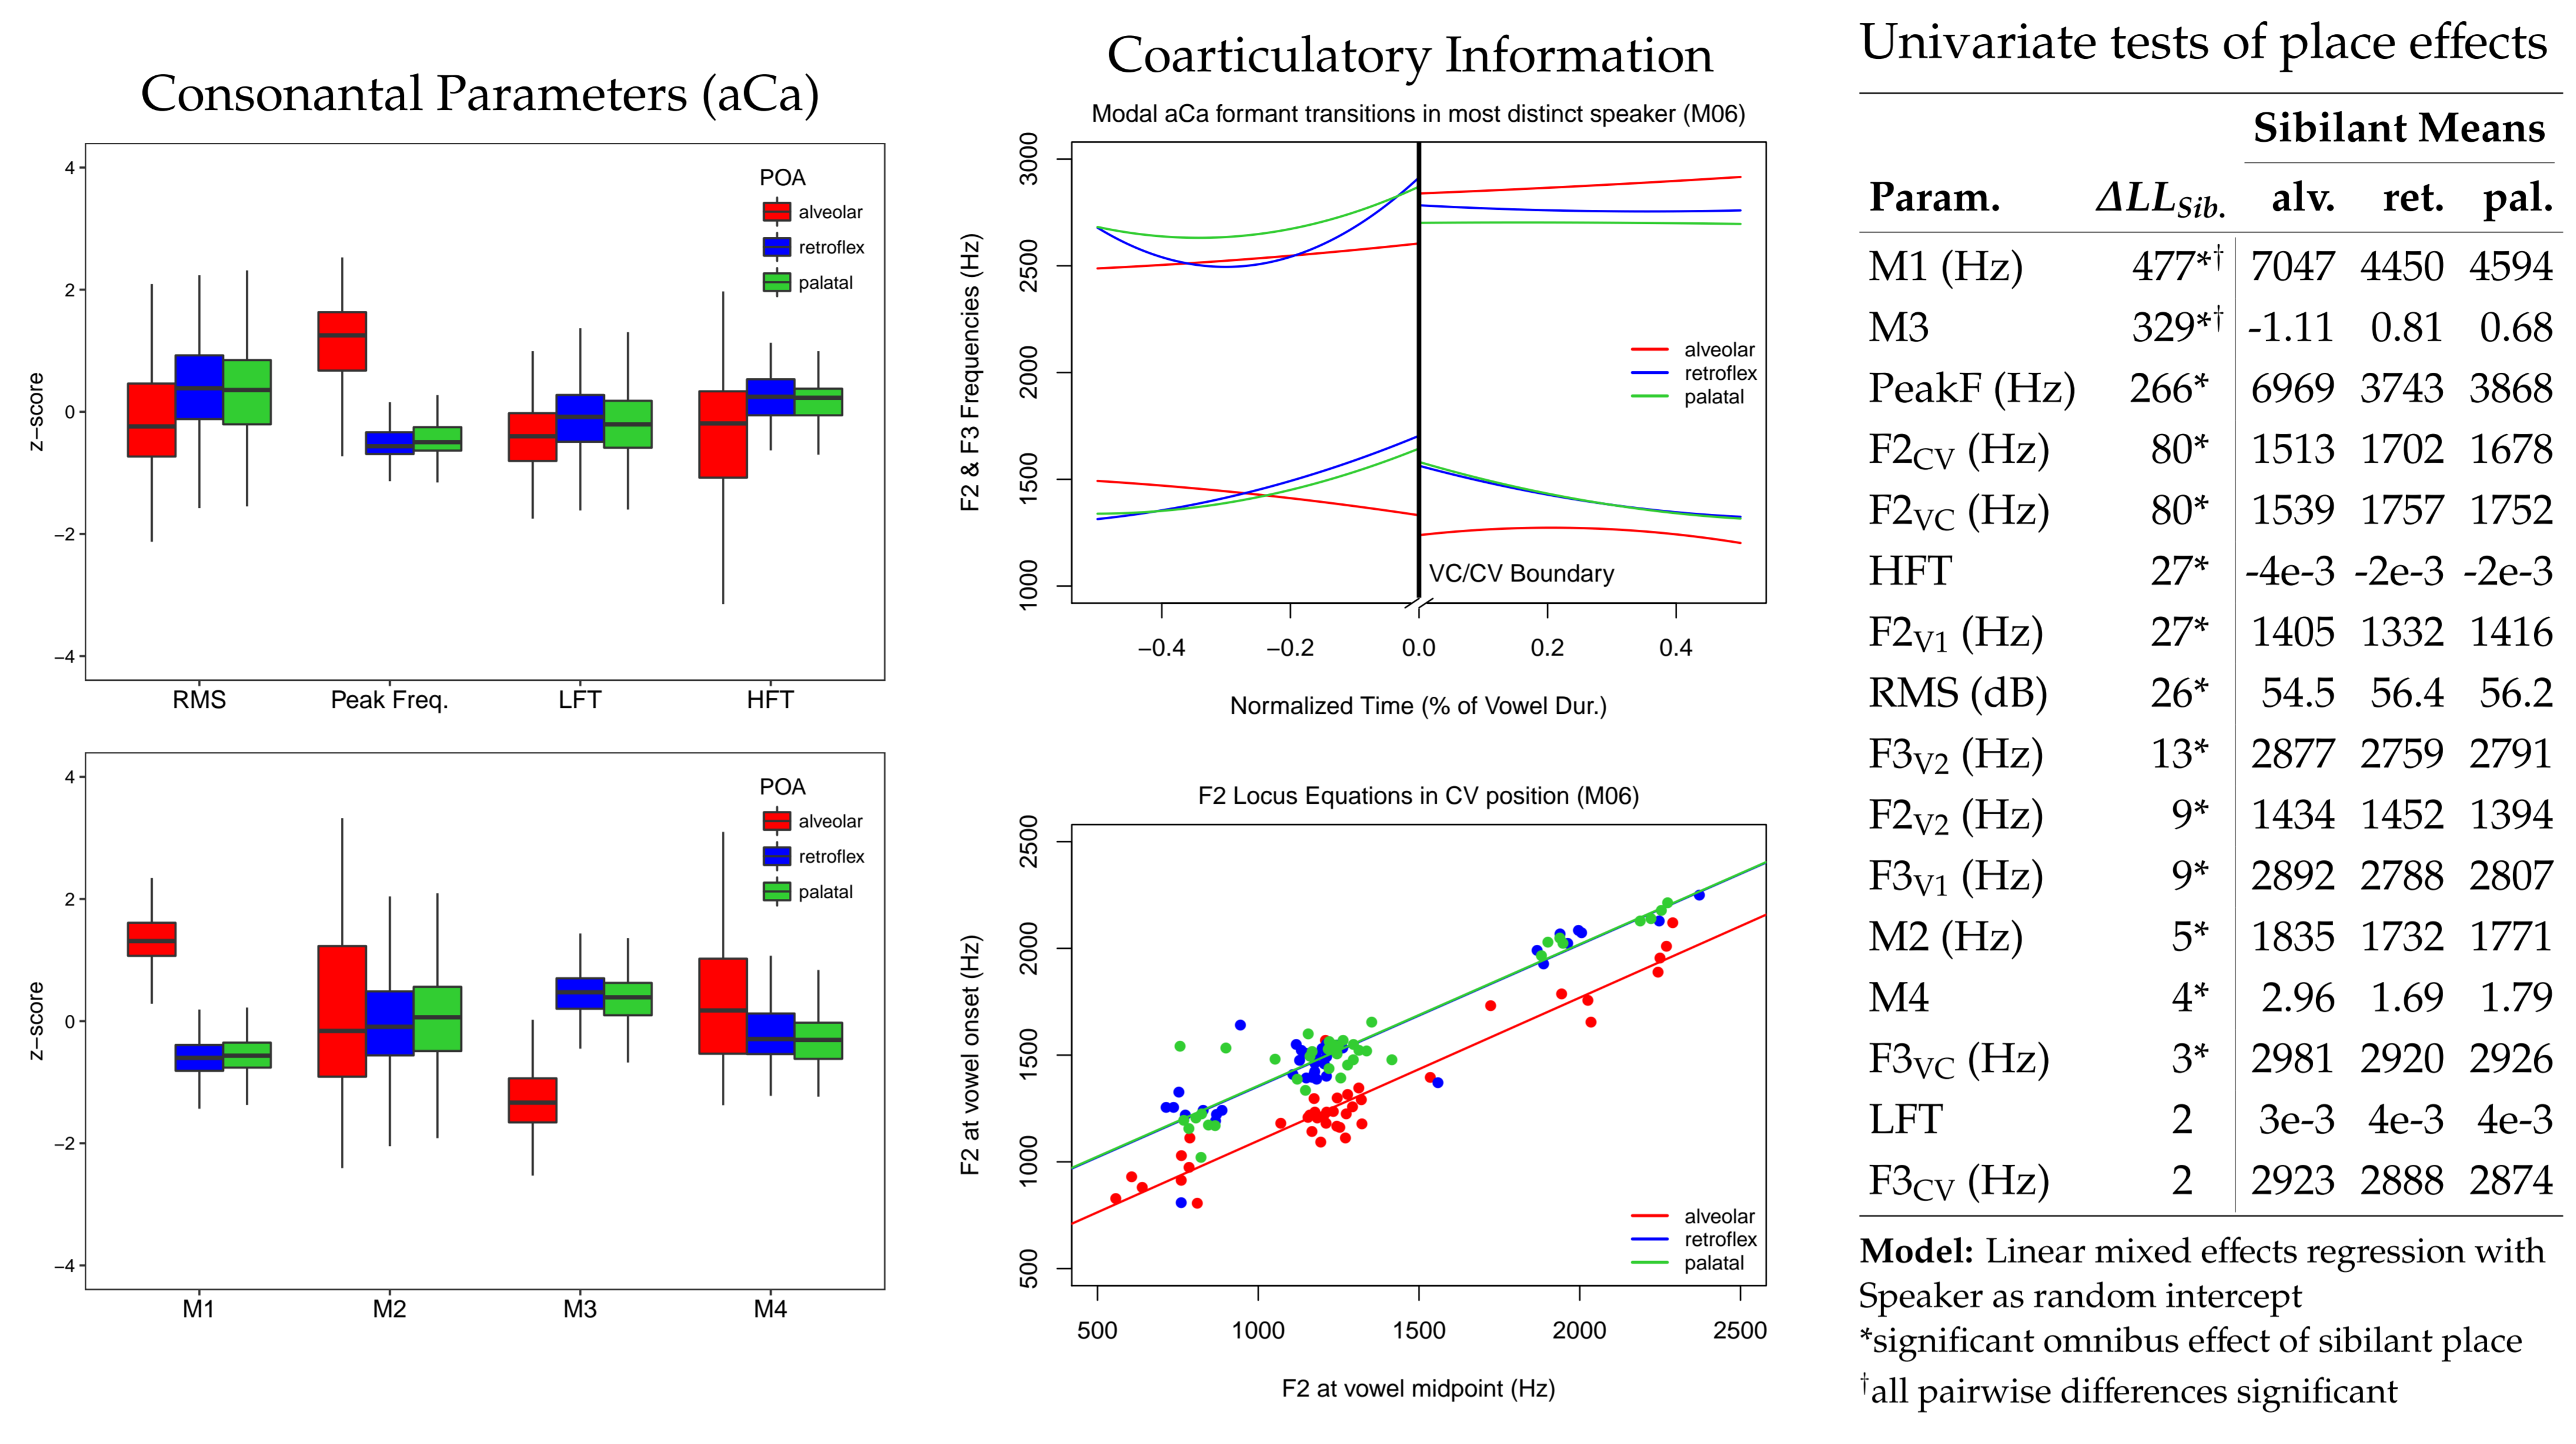 Consonantal Parameters (aCa)
4
2
0
−2
−4
z−score
POA
alveolar
retroflex
palatal
RMS
Peak Freq.
LFT
HFT
4
2
0
−2
−4
z−score
POA
alveolar
retroflex
palatal
M1
M2
M3
M4
Coarticulatory Information
Modal aCa formant transitions in most distinct speaker (M06)
F2 & F3 Frequencies (Hz)
3000
2500
2000
1500
1000
alveolar
retroflex
palatal
VC/CV Boundary
−0.4 −0.2 0.0 0.2 0.4
Normalized Time (% of Vowel Dur.)
F2 Locus Equations in CV position (M06)
F2 at vowel onset (Hz)
2500
2000
1500
1000
500
alveolar
retroflex
palatal
500 1000 1500 2000 2500
F2 at vowel midpoint (Hz)
Univariate tests of place effects
Sibilant Means
Param. ΔLL_Sib. alv. ret. pal.
M1 (Hz) 477*† 7047 4450 4594
M3 329*† -1.11 0.81 0.68
PeakF (Hz) 266* 6969 3743 3868
F2CV (Hz) 80* 1513 1702 1678
F2VC (Hz) 80* 1539 1757 1752
HFT 27* -4e-3 -2e-3 -2e-3
F2V1 (Hz) 27* 1405 1332 1416
RMS (dB) 26* 54.5 56.4 56.2
F3V2 (Hz) 13* 2877 2759 2791
F2V2 (Hz) 9* 1434 1452 1394
F3V1 (Hz) 9* 2892 2788 2807
M2 (Hz) 5* 1835 1732 1771
M4 4* 2.96 1.69 1.79
F3VC (Hz) 3* 2981 2920 2926
LFT 2 3e-3 4e-3 4e-3
F3CV (Hz) 2 2923 2888 2874
Model: Linear mixed effects regression with
Speaker as random intercept
*significant omnibus effect of sibilant place
†all pairwise differences significant